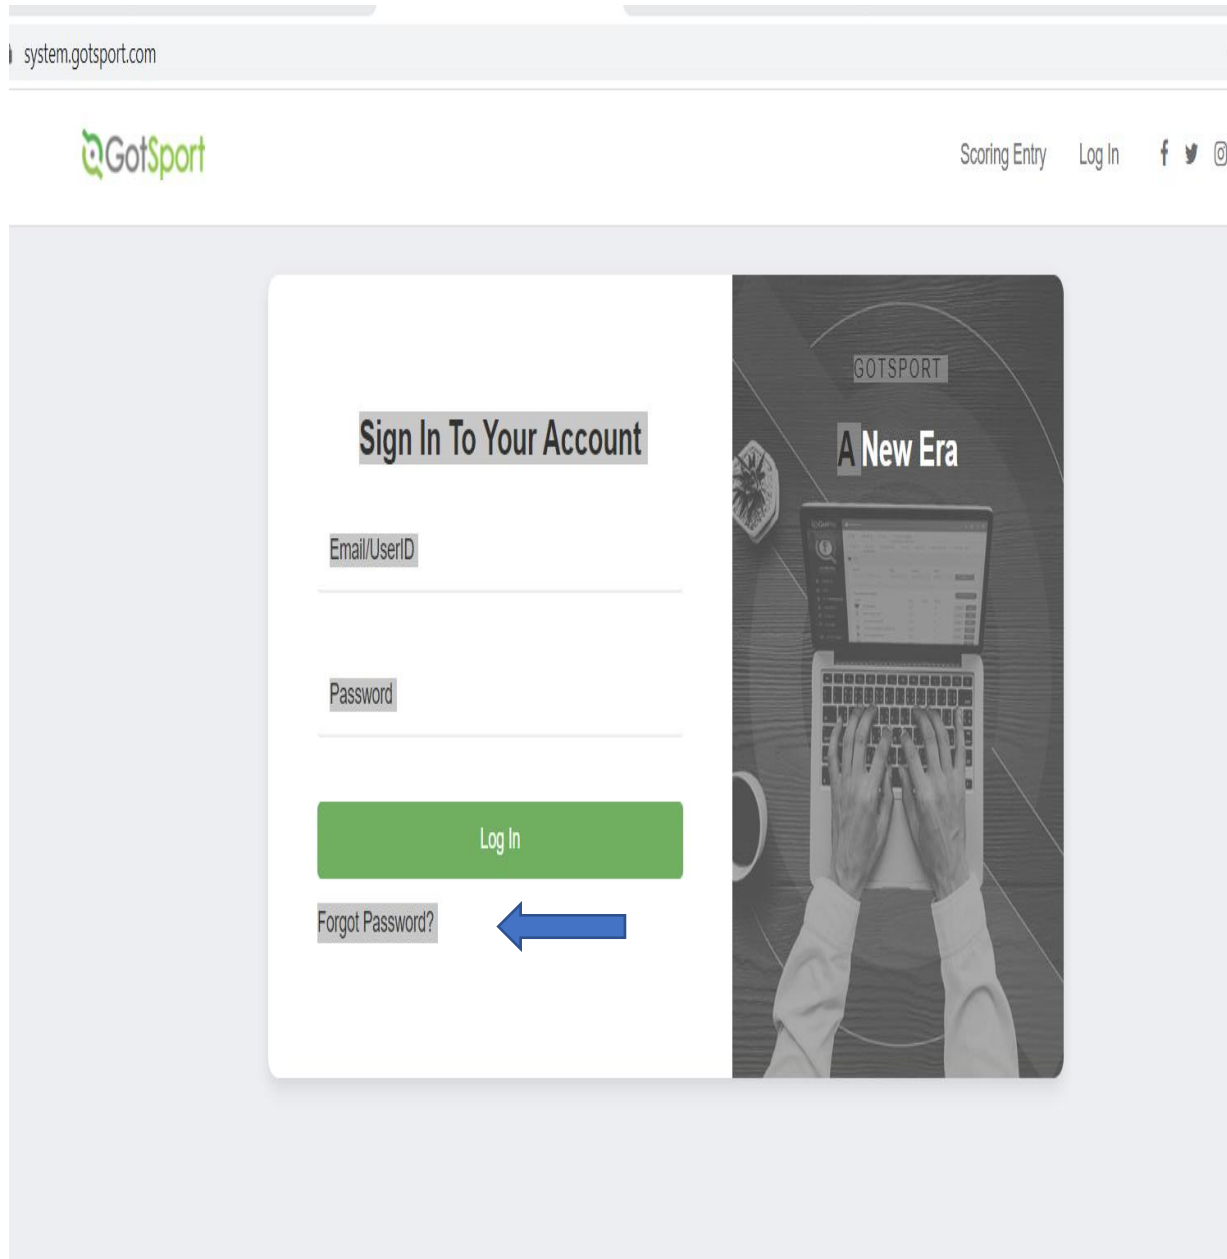 system.gotsport.com
GotSport
Scoring Entry Log In
GOTSPORT
Sign In To Your Account
A New Era
Email/UserID
Password
Log In
Forgot Password?